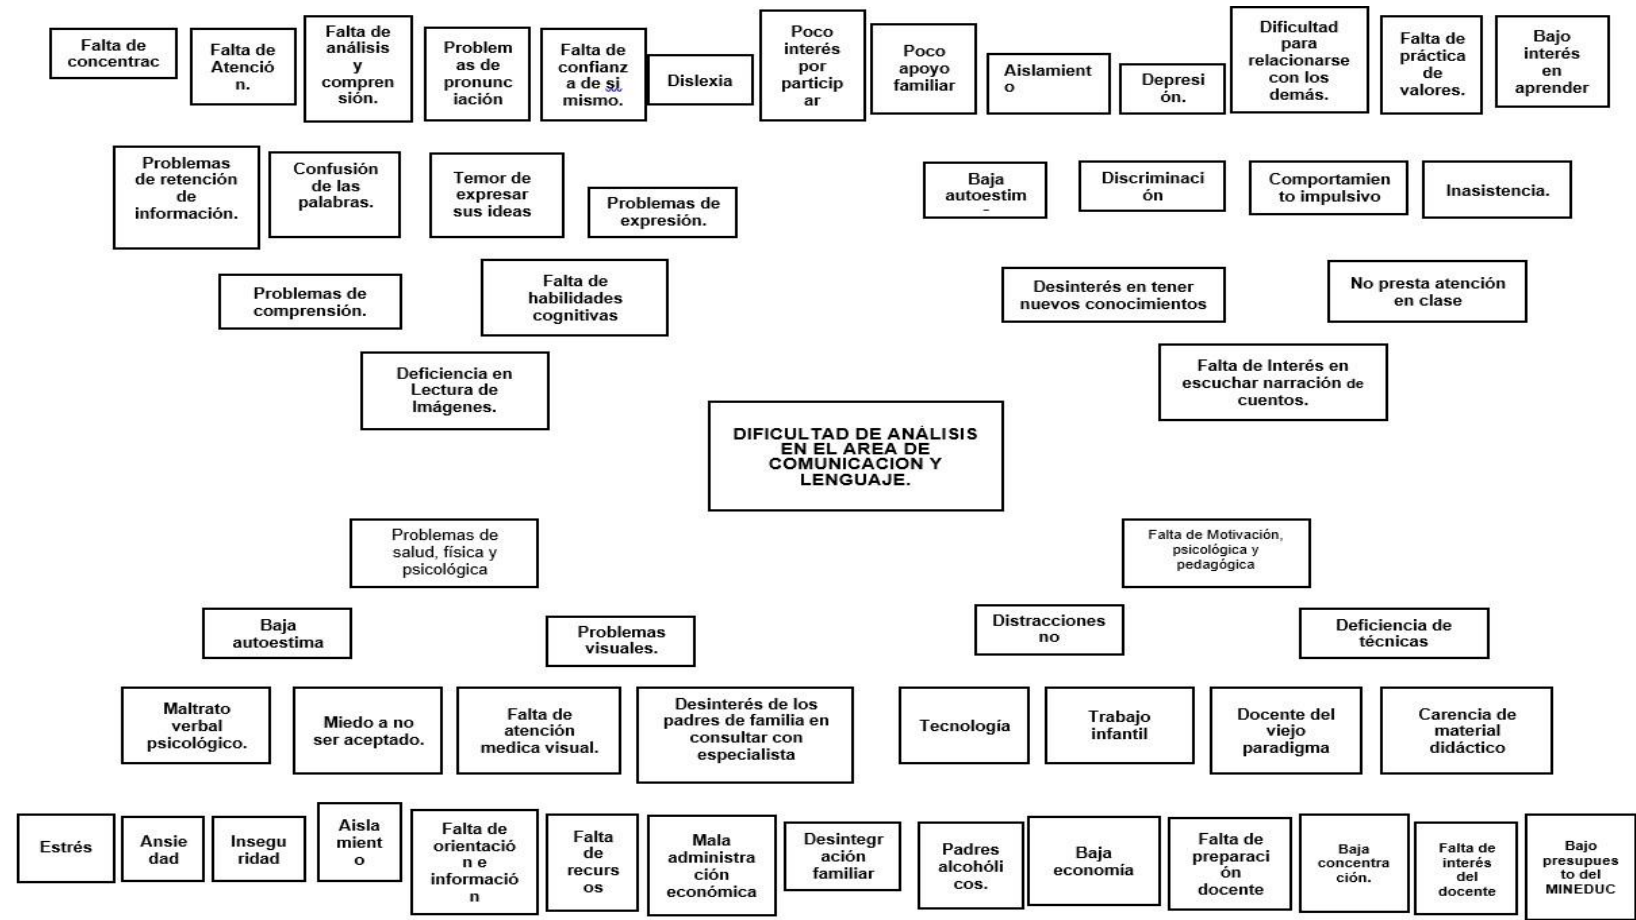 Falta de
concentrac
Falta de
Atenció
n.
Falta de
análisis
y
compren
sión.
Problem
as de
pronunc
iación
Falta de
confianz
a de si
mismo.
Dislexia
Poco
interés
por
particip
ar
Poco
apoyo
familiar
Aislamient
o
Depresi
ón.
Dificultad
para
relacionarse
con los
demás.
Falta de
práctica
de
valores.
Bajo
interés
en
aprender
Problemas
de retención
de
información.
Confusión
de las
palabras.
Temor de
expresar
sus ideas
Problemas de
expresión.
Baja
autoestim
Discriminaci
ón
Comportamien
to impulsivo
Inasistencia.
Problemas de
comprensión.
Falta de
habilidades
cognitivas
Desinterés en tener
nuevos conocimientos
No presta atención
en clase
Deficiencia en
Lectura de
Imágenes.
Falta de Interés en
escuchar narración de
cuentos.
DIFICULTAD DE ANÁLISIS
EN EL AREA DE
COMUNICACION Y
LENGUAJE.
Problemas de
salud, física y
psicológica
Falta de Motivación,
psicológica y
pedagógica
Baja
autoestima
Problemas
visuales.
Distracciones
no
Deficiencia de
técnicas
Maltrato
verbal
psicológico.
Miedo a no
ser aceptado.
Falta de
atención
medica visual.
Desinterés de los
padres de familia en
consultar con
especialista
Tecnología
Trabajo
infantil
Docente del
viejo
paradigma
Carencia de
material
didáctico
Estrés
Ansie
dad
Insegu
ridad
Aisla
mient
o
Falta de
orientació
n e
informació
n
Falta
de
recurs
os
Mala
administra
ción
económica
Desintegr
ación
familiar
Padres
alcohóli
cos.
Baja
economía
Falta de
preparaci
ón
docente
Baja
concentra
ción.
Falta de
interés
del
docente
Bajo
presupues
to del
MINEDUC